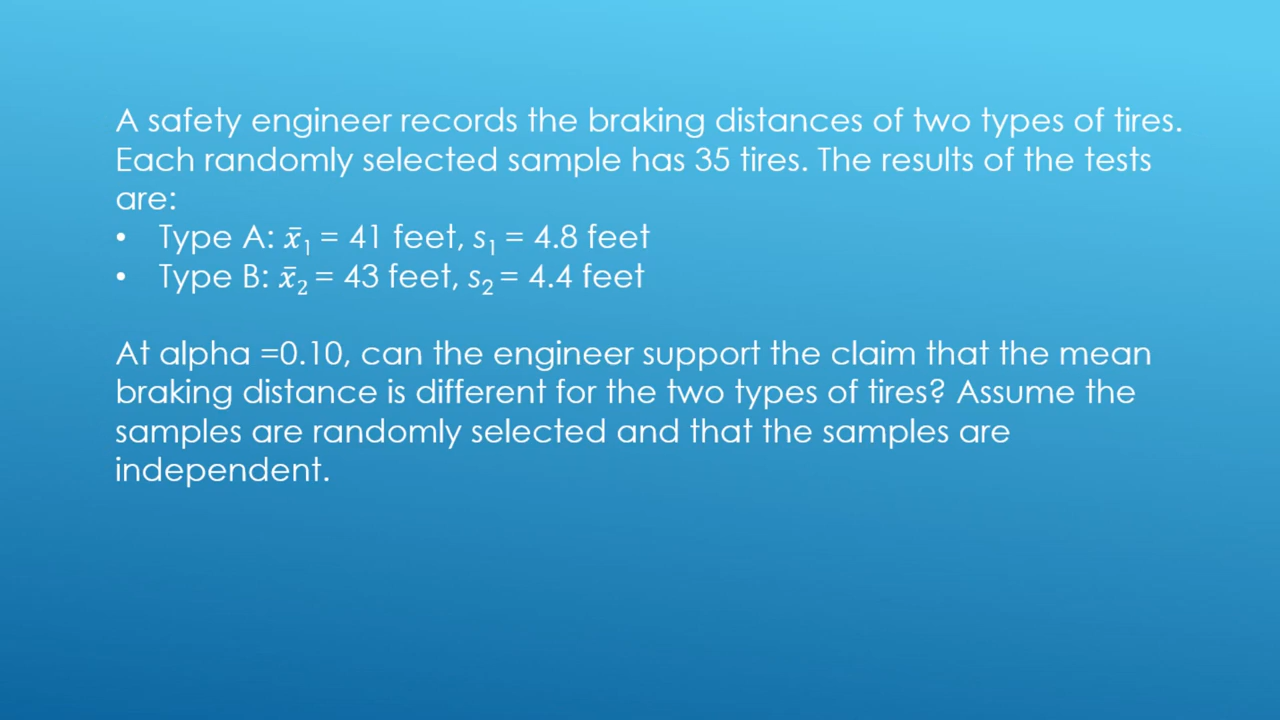 A safety engineer records the braking distances of two types of tires.
Each randomly selected sample has 35 tires. The results of the tests
are:
• Type A: x̄₁ = 41 feet, s₁ = 4.8 feet
• Type B: x̄₂ = 43 feet, s₂ = 4.4 feet
At alpha =0.10, can the engineer support the claim that the mean
braking distance is different for the two types of tires? Assume the
samples are randomly selected and that the samples are
independent.